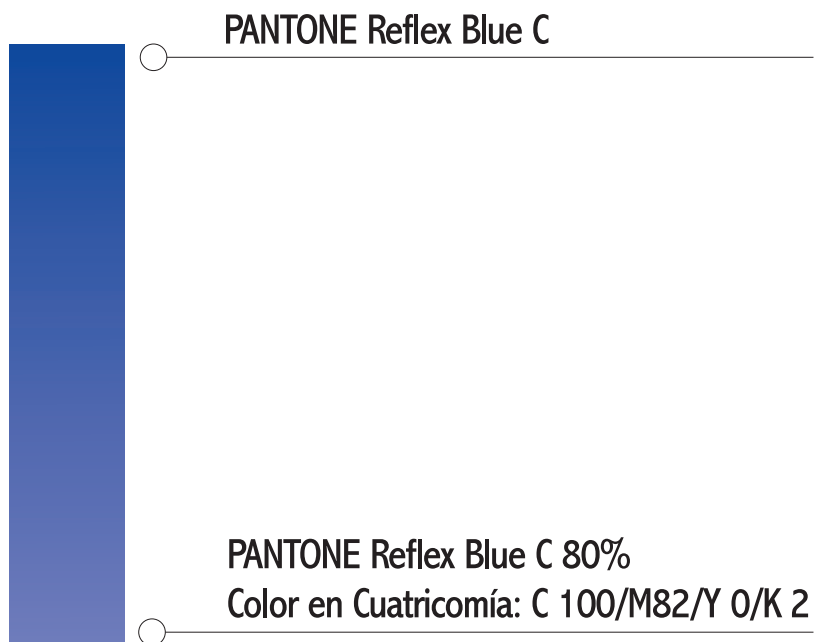 PANTONE Reflex Blue C
PANTONE Reflex Blue C 80%
Color en Cuatricomía: C 100/M82/Y 0/K 2